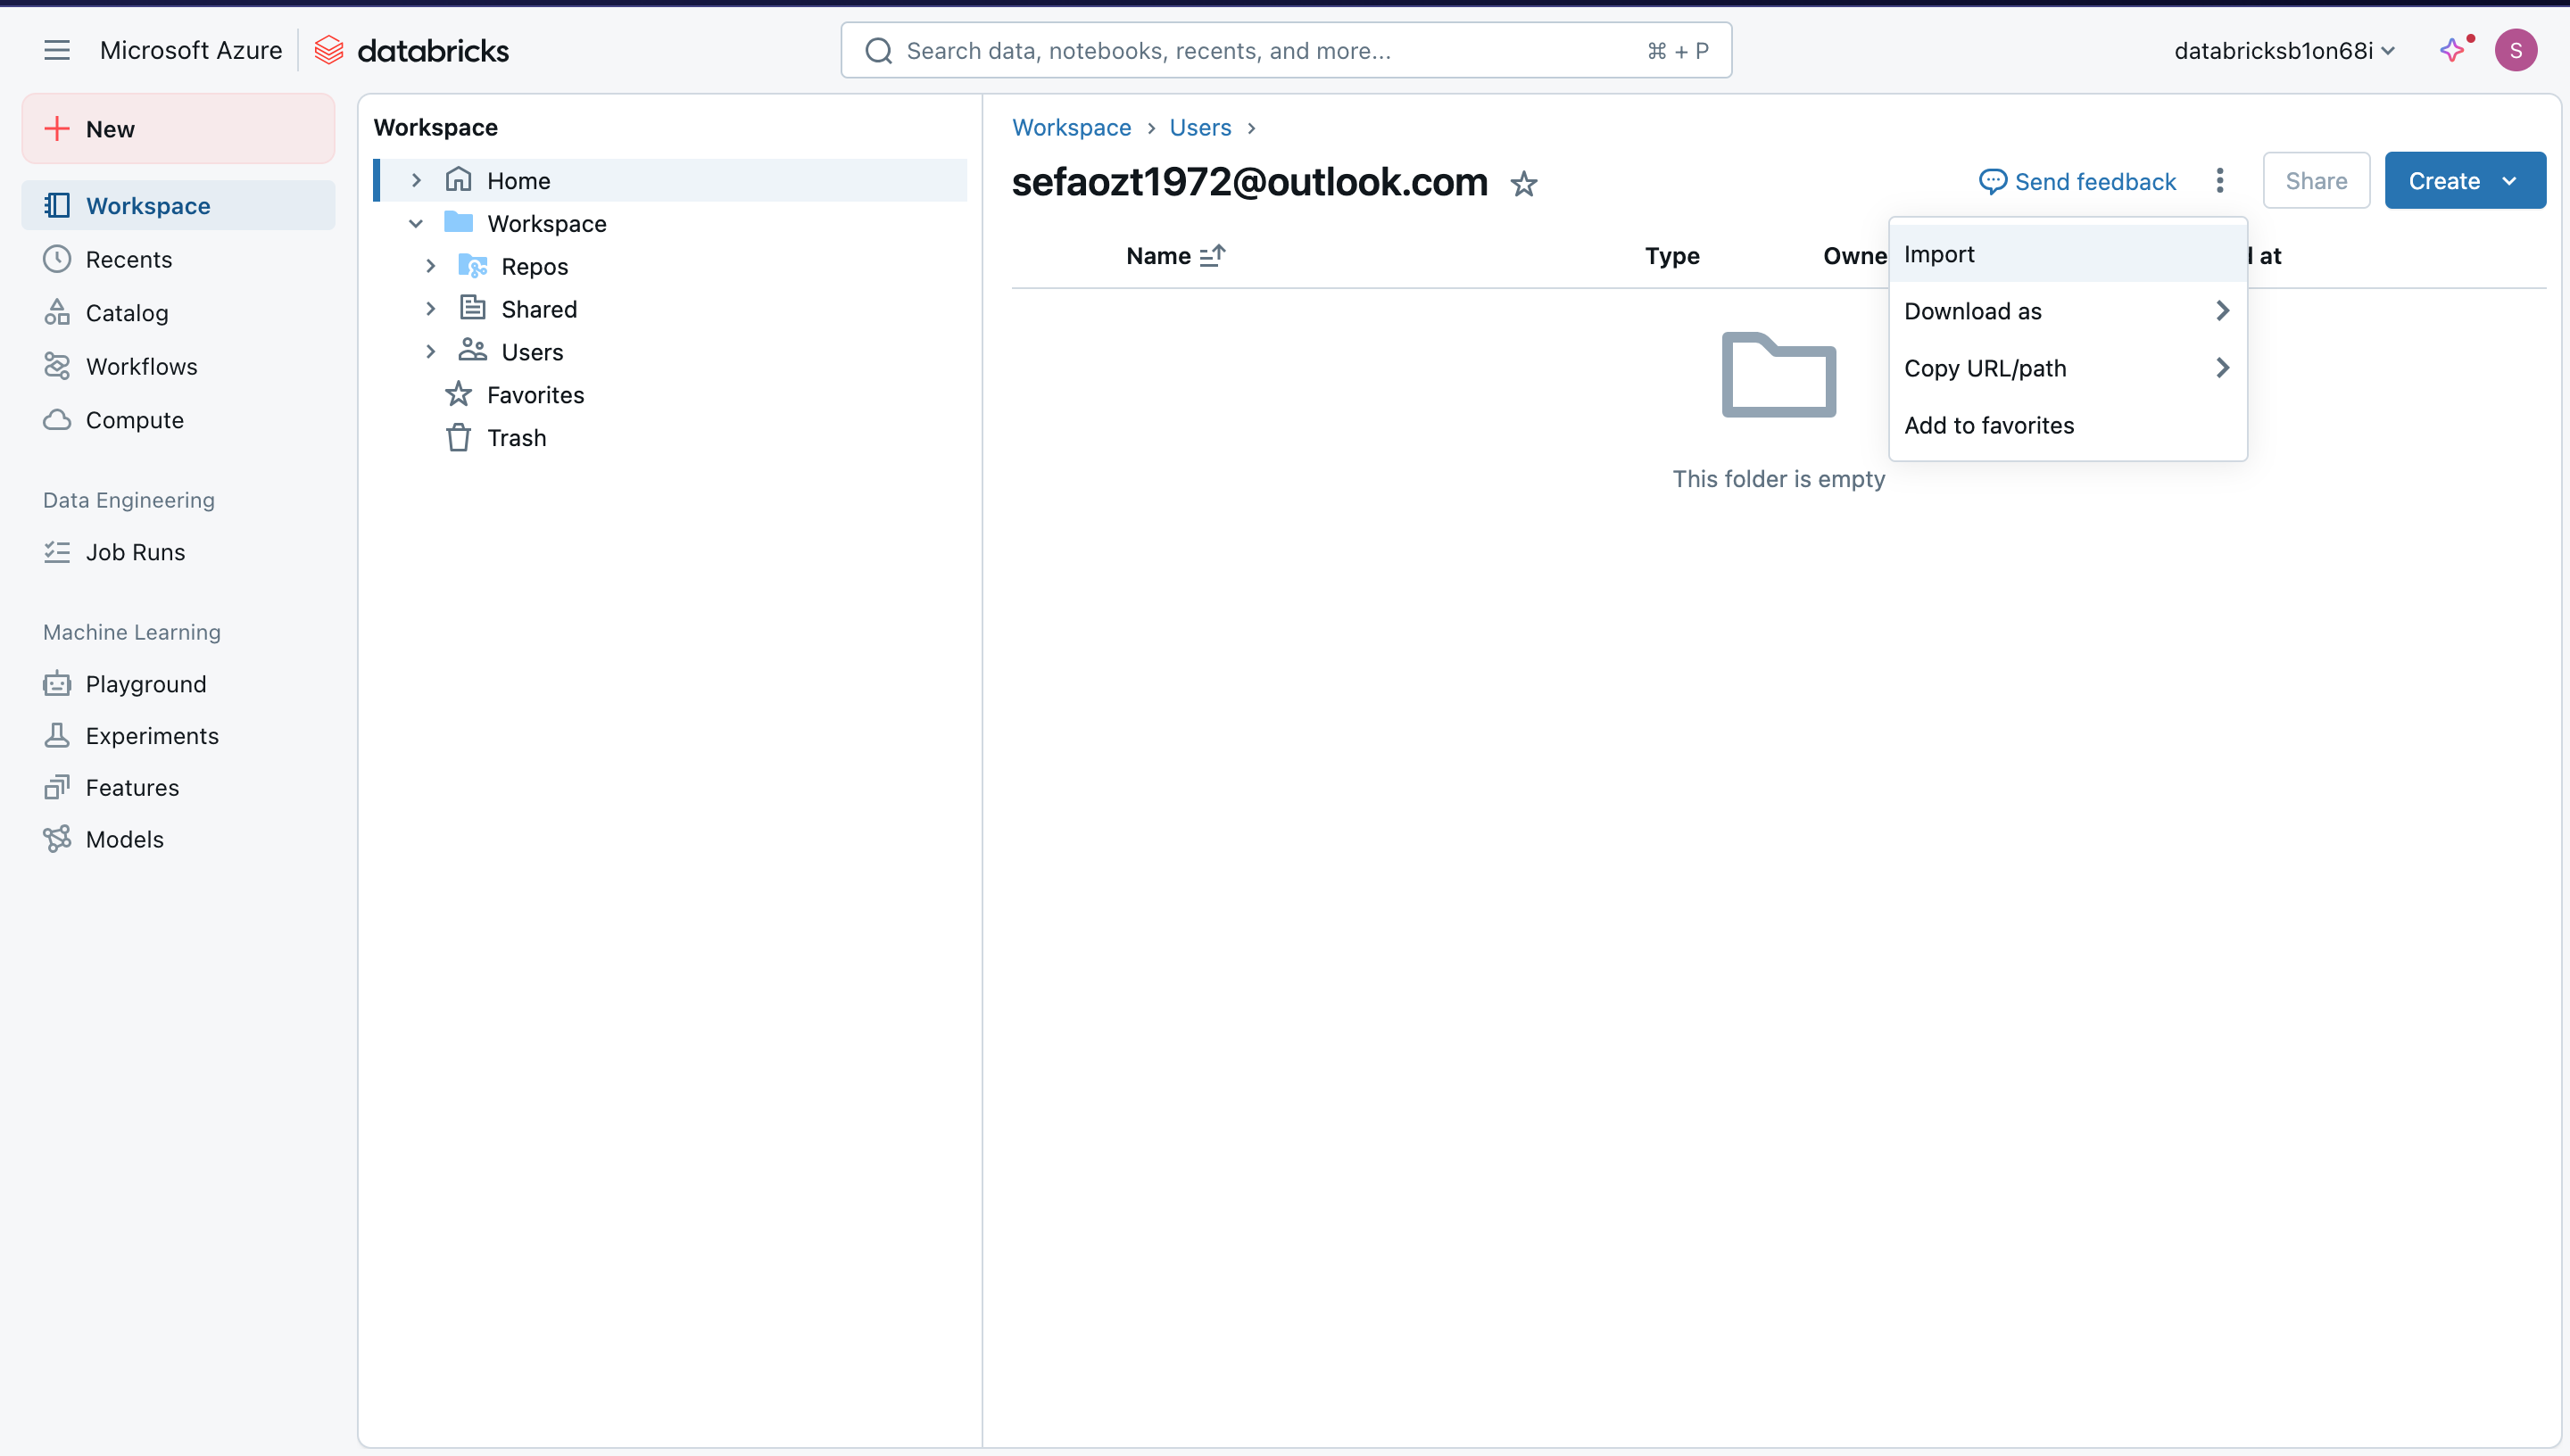 Microsoft Azure databricks
Search data, notebooks, recents, and more... ⌘ + P
databricksb1on68i
S
New
Workspace
Recents
Catalog
Workflows
Compute
Data Engineering
Job Runs
Machine Learning
Playground
Experiments
Features
Models
Workspace
Home
Workspace
Repos
Shared
Users
Favorites
Trash
Workspace › Users ›
sefaozt1972@outlook.com
Send feedback
Share
Create
Name Type Owne at
Import
Download as
Copy URL/path
Add to favorites
This folder is empty